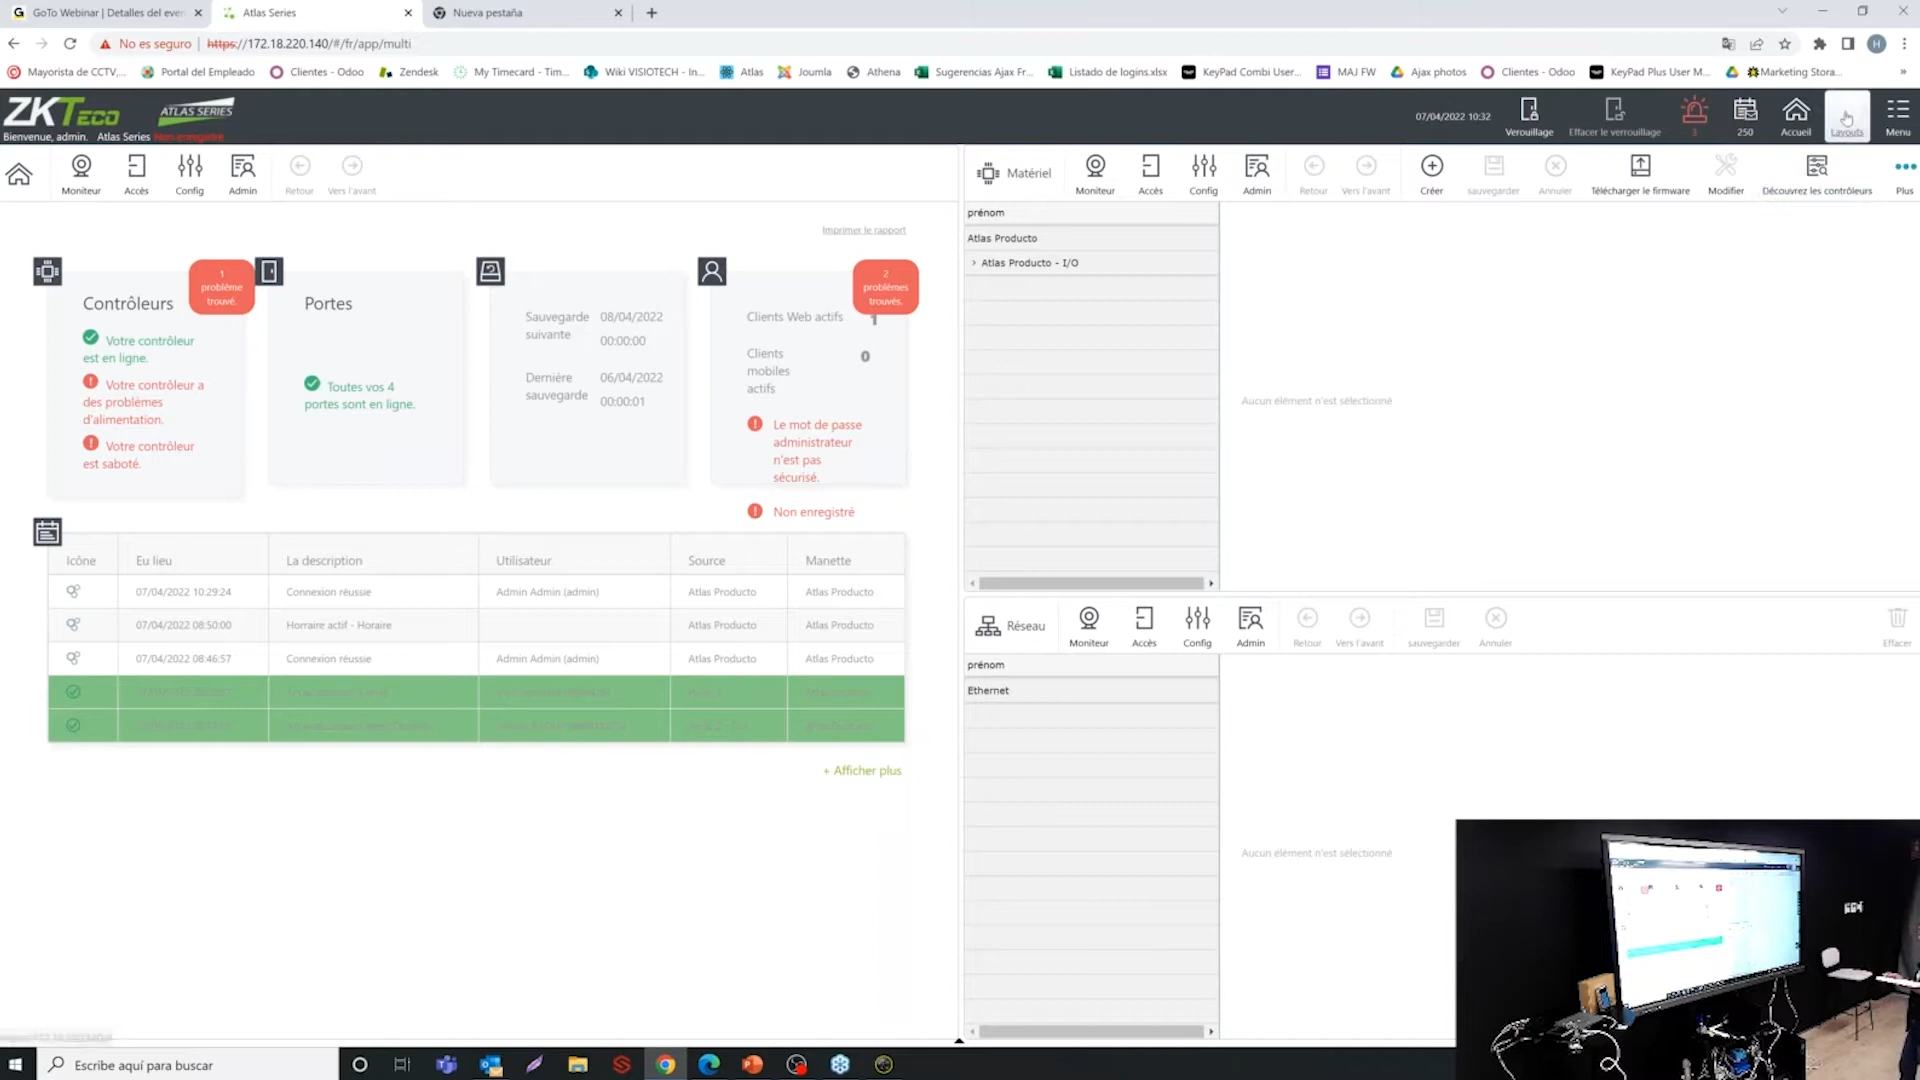 GoTo Webinar | Detalles del even
Atlas Series
Nueva pestaña
No es seguro
https://172.18.220.140/#/fr/app/multi
Mayorista de CCTV,...
Portal del Empleado
Clientes - Odoo
Zendesk
My Timecard - Tim...
Wiki VISIOTECH - In...
Atlas
Joumla
Athena
Sugerencias Ajax Fr...
Listado de logins.xlsx
KeyPad Combi User...
MAJ FW
Ajax photos
Clientes - Odoo
KeyPad Plus User M...
Marketing Stora...
ZKTeco
ATLAS SERIES
Bienvenue, admin. Atlas Series Non enregistré
07/04/2022 10:32
Verouillage
Effacer le verrouillage
3
250
Accueil
Layouts
Menu
Moniteur
Accès
Config
Admin
Retour
Vers l'avant
Imprimer le rapport
1
problème
trouvé.
Contrôleurs
Votre contrôleur
est en ligne.
Votre contrôleur a
des problèmes
d'alimentation.
Votre contrôleur
est saboté.
Portes
Toutes vos 4
portes sont en ligne.
Sauvegarde
suivante
08/04/2022
00:00:00
Dernière
sauvegarde
06/04/2022
00:00:01
2
problèmes
trouvés.
Clients Web actifs
1
Clients
mobiles
actifs
0
Le mot de passe
administrateur
n'est pas
sécurisé.
Non enregistré
Icône
Eu lieu
La description
Utilisateur
Source
Manette
07/04/2022 10:29:24
Connexion réussie
Admin Admin (admin)
Atlas Producto
Atlas Producto
07/04/2022 08:50:00
Horraire actif - Horaire
Atlas Producto
Atlas Producto
07/04/2022 08:46:57
Connexion réussie
Admin Admin (admin)
Atlas Producto
Atlas Producto
+ Afficher plus
Matériel
Moniteur
Accès
Config
Admin
Retour
Vers l'avant
Créer
sauvegarder
Annuler
Télécharger le firmware
Modifier
Découvrez les contrôleurs
Plus
prénom
Atlas Producto
Atlas Producto - I/O
Aucun élément n'est sélectionné
Réseau
Moniteur
Accès
Config
Admin
Retour
Vers l'avant
sauvegarder
Annuler
Effacer
prénom
Ethernet
Aucun élément n'est sélectionné
Escribe aquí para buscar